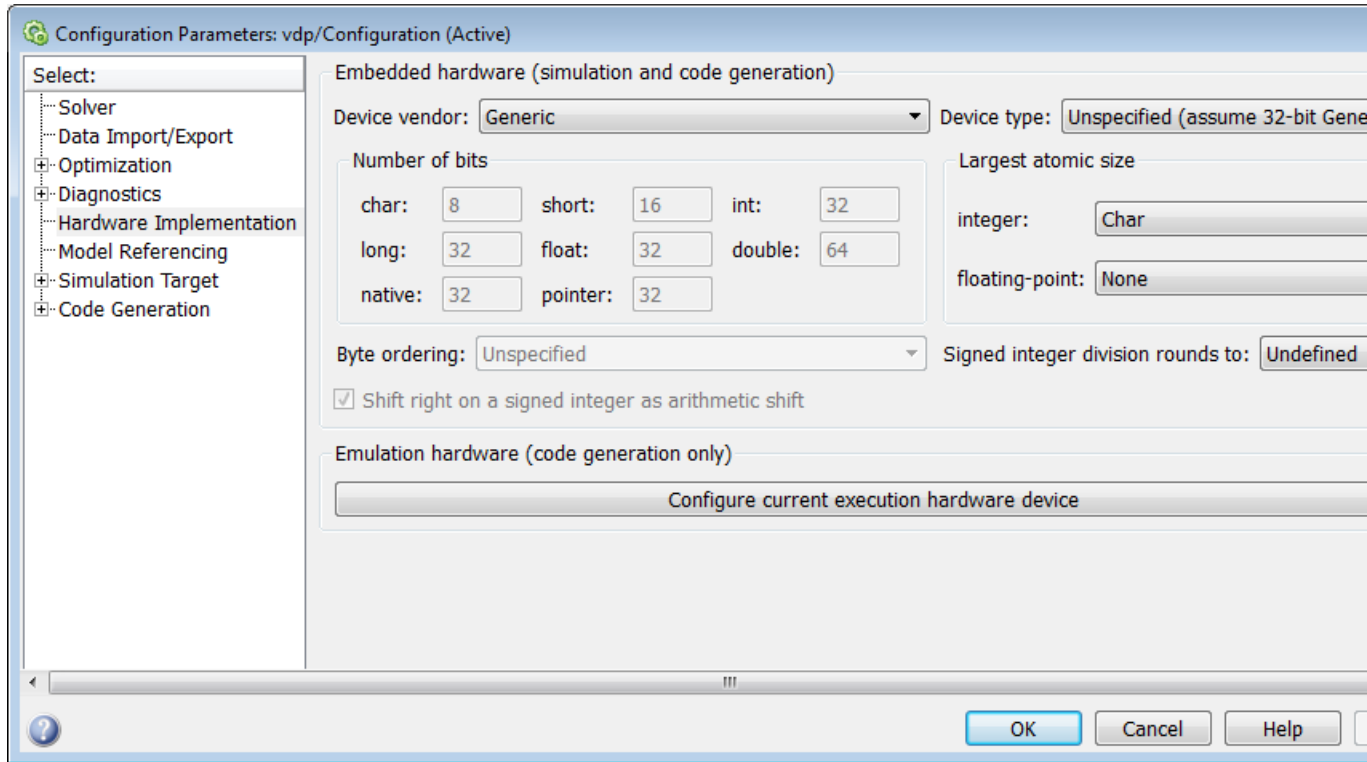 Configuration Parameters: vdp/Configuration (Active)
Select:
Solver
Data Import/Export
Optimization
Diagnostics
Hardware Implementation
Model Referencing
Simulation Target
Code Generation
Embedded hardware (simulation and code generation)
Device vendor: Generic Device type: Unspecified (assume 32-bit Gene
Number of bits
char: 8 short: 16 int: 32
long: 32 float: 32 double: 64
native: 32 pointer: 32
Largest atomic size
integer: Char
floating-point: None
Byte ordering: Unspecified Signed integer division rounds to: Undefined
Shift right on a signed integer as arithmetic shift
Emulation hardware (code generation only)
Configure current execution hardware device
OK Cancel Help